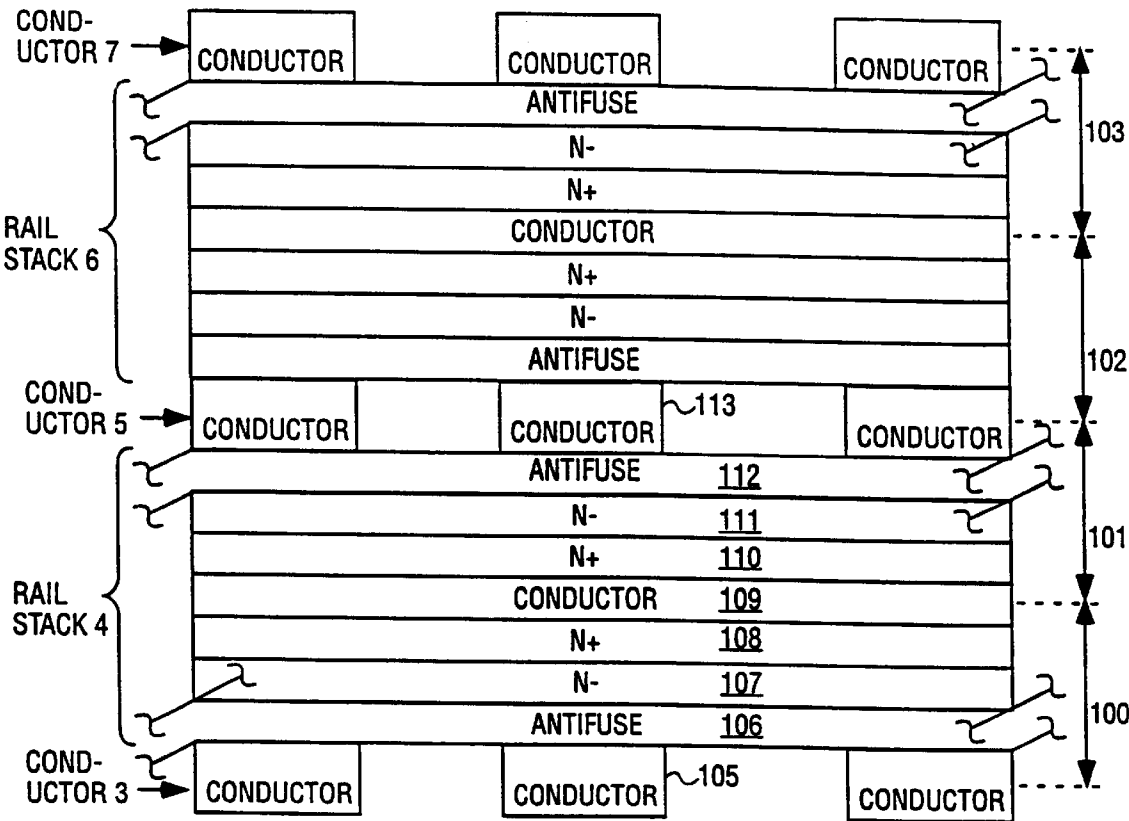 COND-
UCTOR 7
CONDUCTOR CONDUCTOR CONDUCTOR
ANTIFUSE
103
N-
N+
RAIL
STACK 6
CONDUCTOR
N+
N-
102
ANTIFUSE
COND-
UCTOR 5
CONDUCTOR CONDUCTOR 113 CONDUCTOR
ANTIFUSE 112
N- 111
101
N+ 110
RAIL
STACK 4
CONDUCTOR 109
N+ 108
N- 107
100
ANTIFUSE 106
COND-
UCTOR 3
CONDUCTOR CONDUCTOR 105 CONDUCTOR